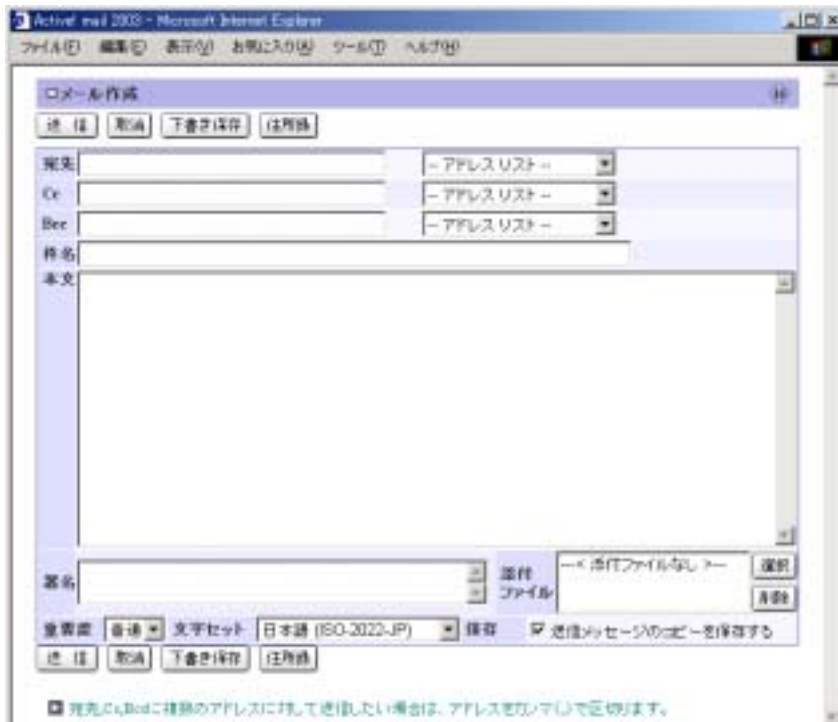 Active! mail 2003 - Microsoft Internet Explorer
ファイル(F) 編集(E) 表示(V) お気に入り(A) ツール(T) ヘルプ(H)
□メール作成
送 信 取消 下書き保存 住所録
宛先 -- アドレス リスト --
Cc -- アドレス リスト --
Bcc -- アドレス リスト --
件名
本文
署名 添付ファイル ---< 添付ファイルなし >--- 選択
削除
重要度 普通 文字セット 日本語 (ISO-2022-JP) 保存 送信メッセージのコピーを保存する
送 信 取消 下書き保存 住所録
宛先,Cc,Bccに複数のアドレスに対して送信したい場合は、アドレスをカンマ(,)で区切ります。